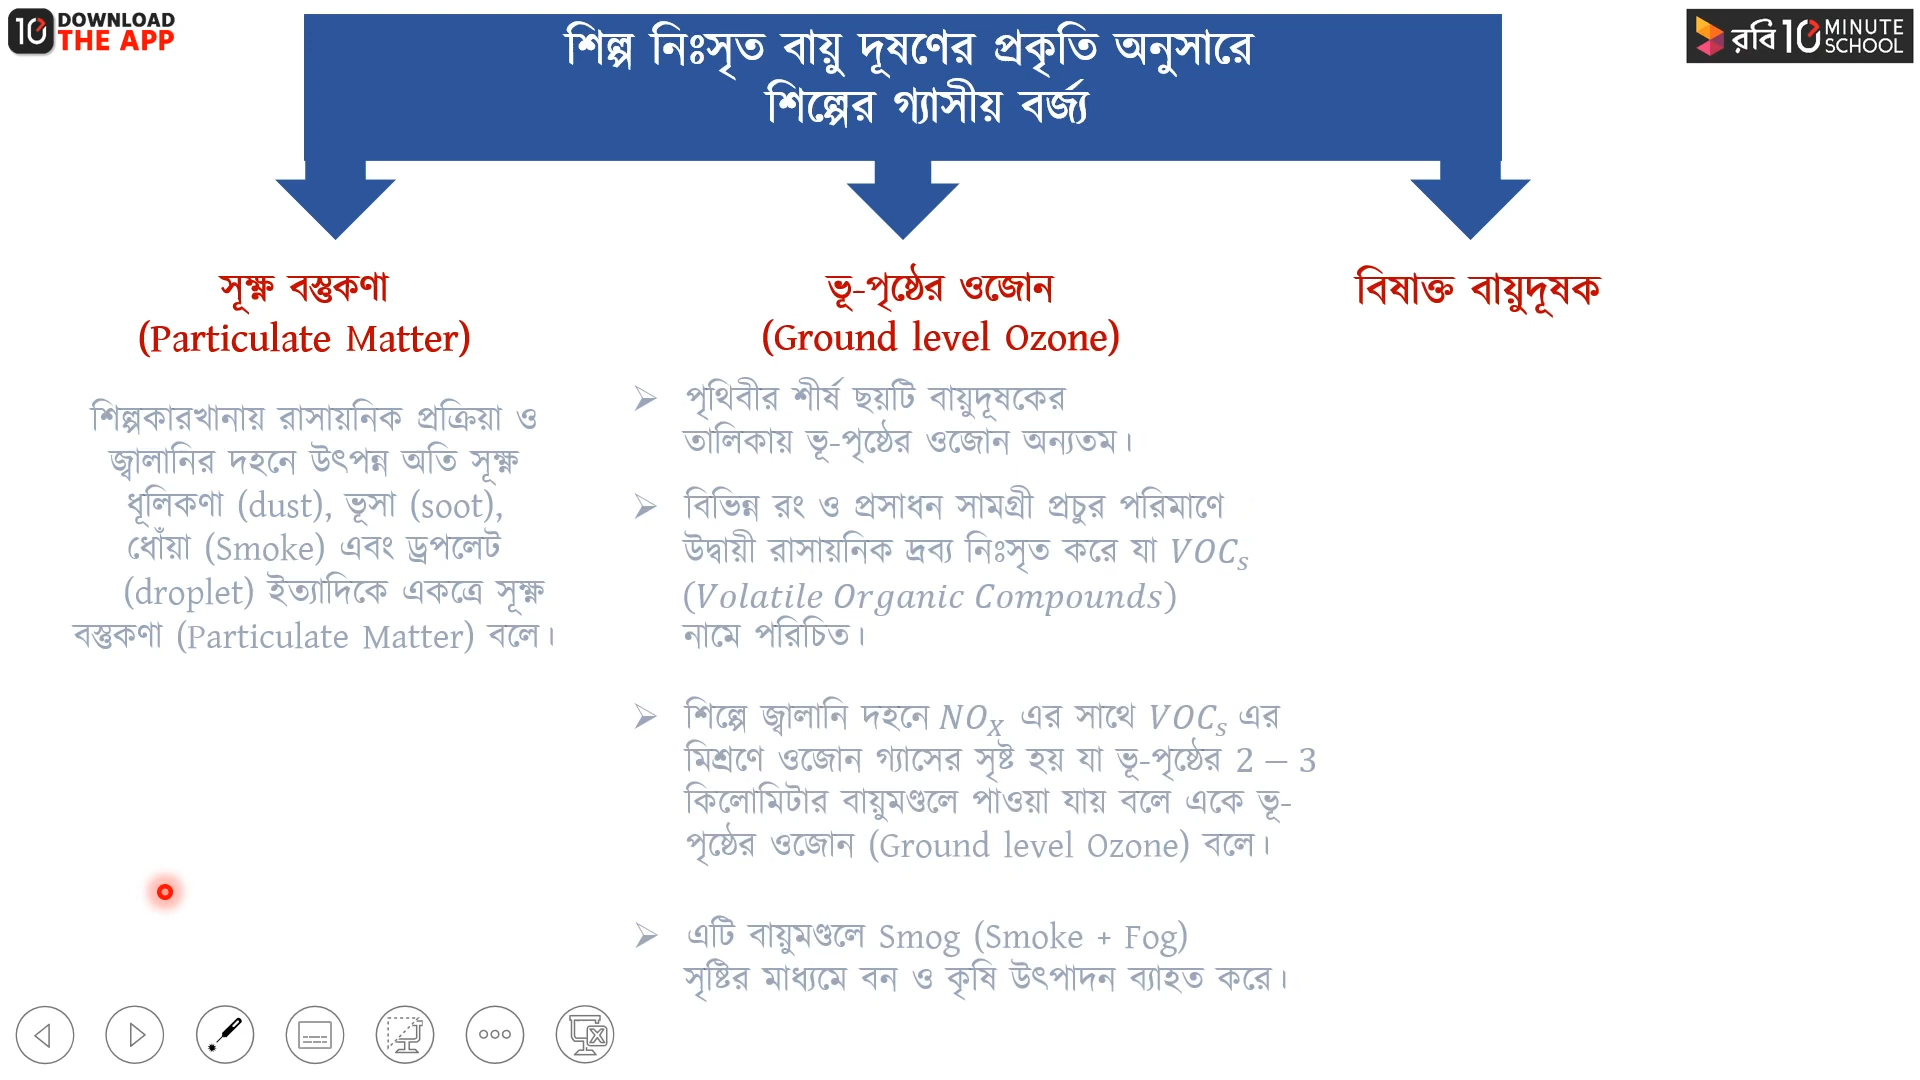 10 DOWNLOAD
THE APP
শিল্প নিঃসৃত বায়ু দূষণের প্রকৃতি অনুসারে
শিল্পের গ্যাসীয় বর্জ্য
রবি 10 MINUTE
SCHOOL
সূক্ষ্ণ বস্তুকণা
(Particulate Matter)
শিল্পকারখানায় রাসায়নিক প্রক্রিয়া ও
জ্বালানির দহনে উৎপন্ন অতি সূক্ষ্ণ
ধূলিকণা (dust), ভূসা (soot),
ধোঁয়া (Smoke) এবং ড্রপলেট
(droplet) ইত্যাদিকে একত্রে সূক্ষ্ণ
বস্তুকণা (Particulate Matter) বলে।
ভূ-পৃষ্ঠের ওজোন
(Ground level Ozone)
➢ পৃথিবীর শীর্ষ ছয়টি বায়ুদূষকের
তালিকায় ভূ-পৃষ্ঠের ওজোন অন্যতম।
➢ বিভিন্ন রং ও প্রসাধন সামগ্রী প্রচুর পরিমাণে
উদ্বায়ী রাসায়নিক দ্রব্য নিঃসৃত করে যা VOCₛ
(Volatile Organic Compounds)
নামে পরিচিত।
➢ শিল্পে জ্বালানি দহনে NO_X এর সাথে VOCₛ এর
মিশ্রণে ওজোন গ্যাসের সৃষ্ট হয় যা ভূ-পৃষ্ঠের 2 – 3
কিলোমিটার বায়ুমণ্ডলে পাওয়া যায় বলে একে ভূ-
পৃষ্ঠের ওজোন (Ground level Ozone) বলে।
➢ এটি বায়ুমণ্ডলে Smog (Smoke + Fog)
সৃষ্টির মাধ্যমে বন ও কৃষি উৎপাদন ব্যাহত করে।
বিষাক্ত বায়ুদূষক